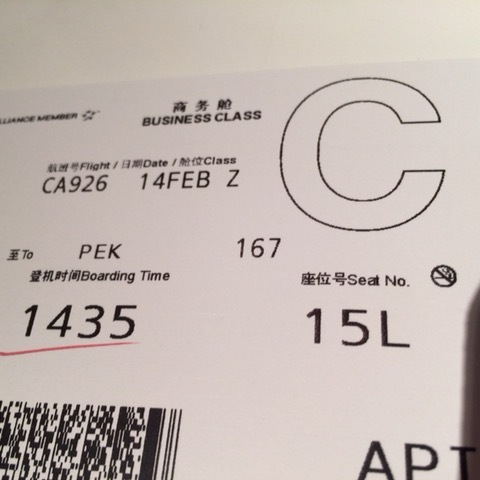 ALLIANCE MEMBER
商务舱
BUSINESS CLASS
C
航班号Flight / 日期Date / 舱位Class
CA926 14FEB Z
至To PEK 167
登机时间Boarding Time
座位号Seat No.
1435 15L
API